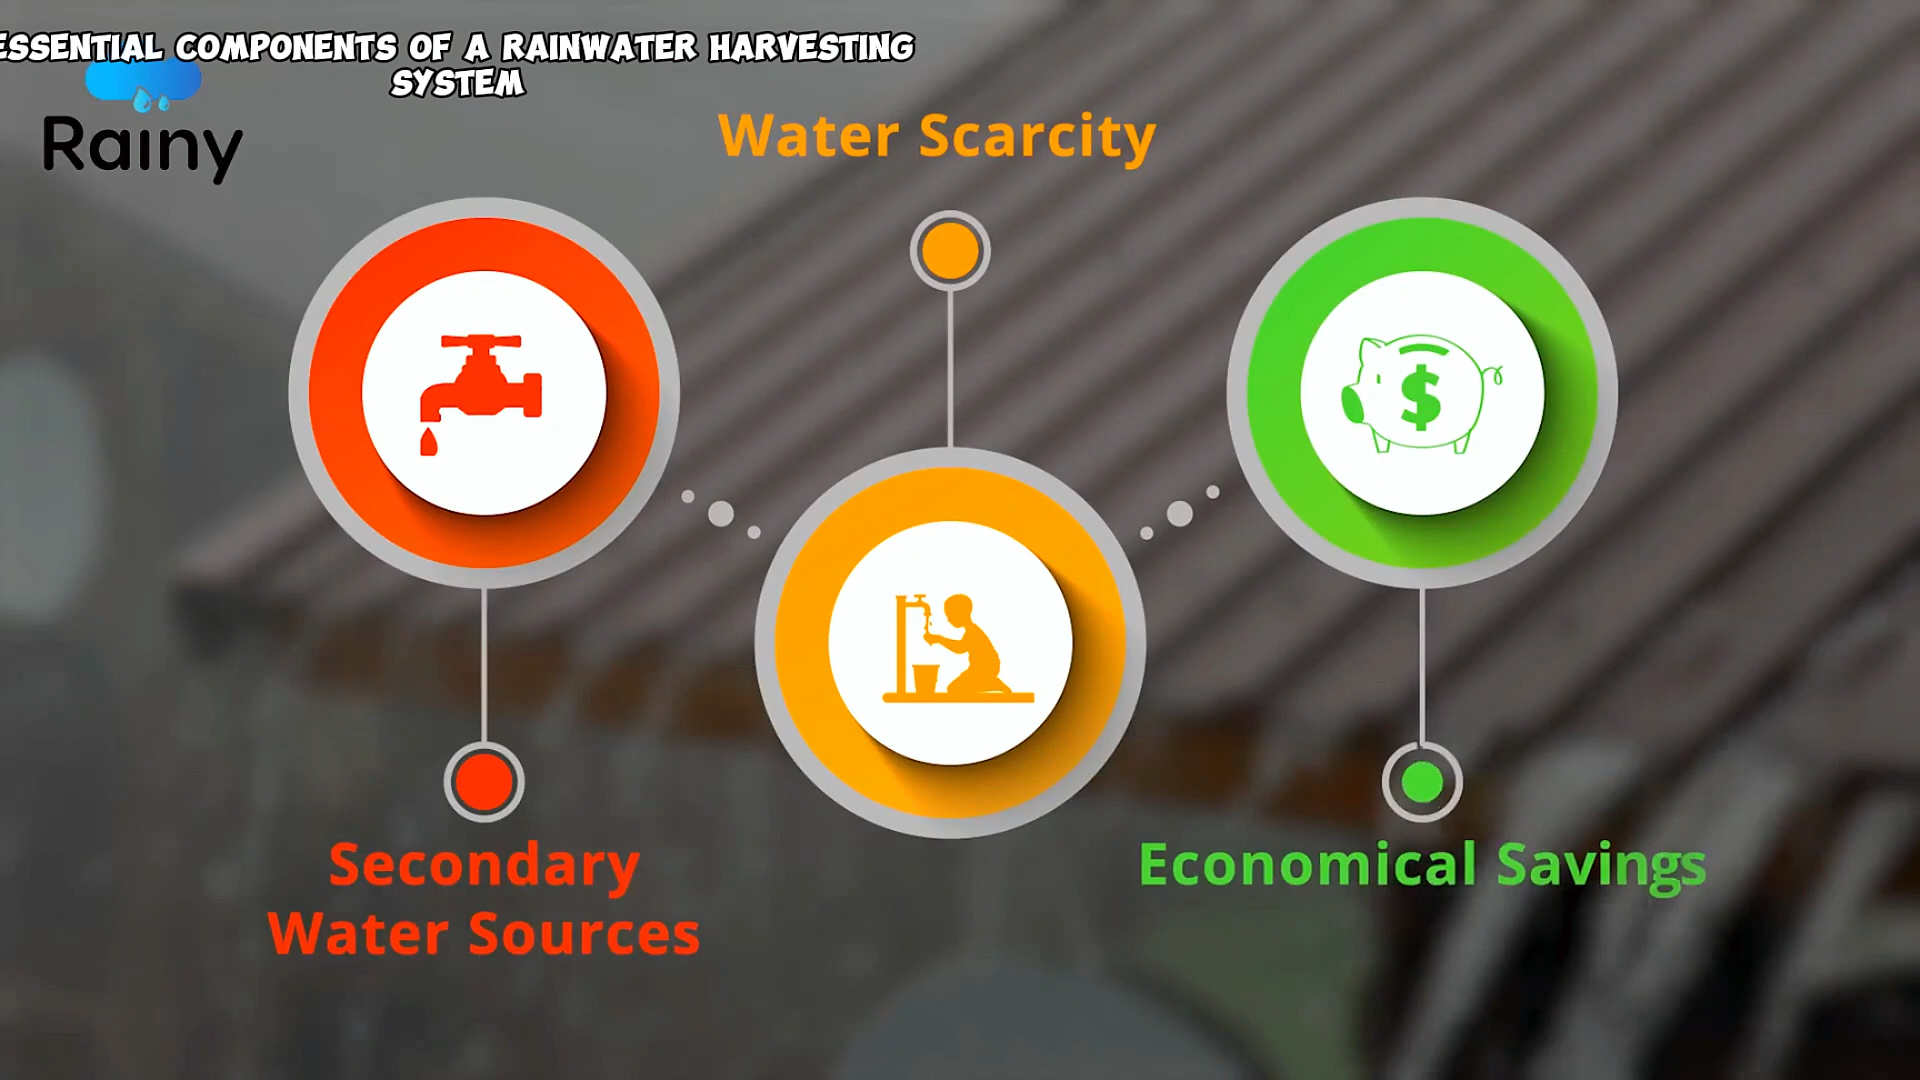 ESSENTIAL COMPONENTS OF A RAINWATER HARVESTING
SYSTEM
Rainy
Water Scarcity
$
Secondary
Water Sources
Economical Savings